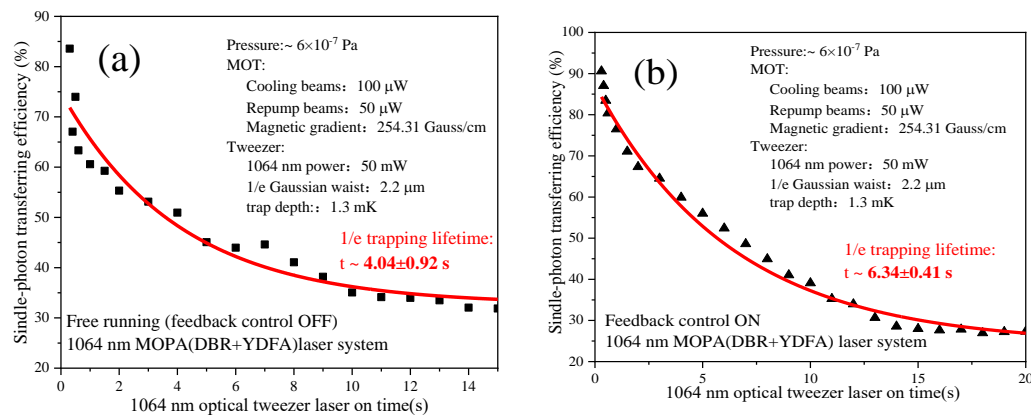 (a)
Pressure:~ 6×10-7 Pa
MOT:
Cooling beams：100 μW
Repump beams：50 μW
Magnetic gradient：254.31 Gauss/cm
Tweezer:
1064 nm power：50 mW
1/e Gaussian waist：2.2 μm
trap depth:：1.3 mK
1/e trapping lifetime:
t ~ 4.04±0.92 s
Free running (feedback control OFF)
1064 nm MOPA(DBR+YDFA)laser system
Sindle-photon transferring efficiency (%)
90
80
70
60
50
40
30
20
0 2 4 6 8 10 12 14
1064 nm optical tweezer laser on time(s)
(b)
Pressure:~ 6×10-7 Pa
MOT:
Cooling beams：100 μW
Repump beams：50 μW
Magnetic gradient：254.31 Gauss/cm
Tweezer:
1064 nm power：50 mW
1/e Gaussian waist：2.2 μm
trap depth:：1.3 mK
1/e trapping lifetime:
t ~ 6.34±0.41 s
Feedback control ON
1064 nm MOPA(DBR+YDFA) laser system
Sindle-photon transferring efficiency (%)
100
90
80
70
60
50
40
30
20
0 5 10 15 20
1064 nm optical tweezer laser on time(s)